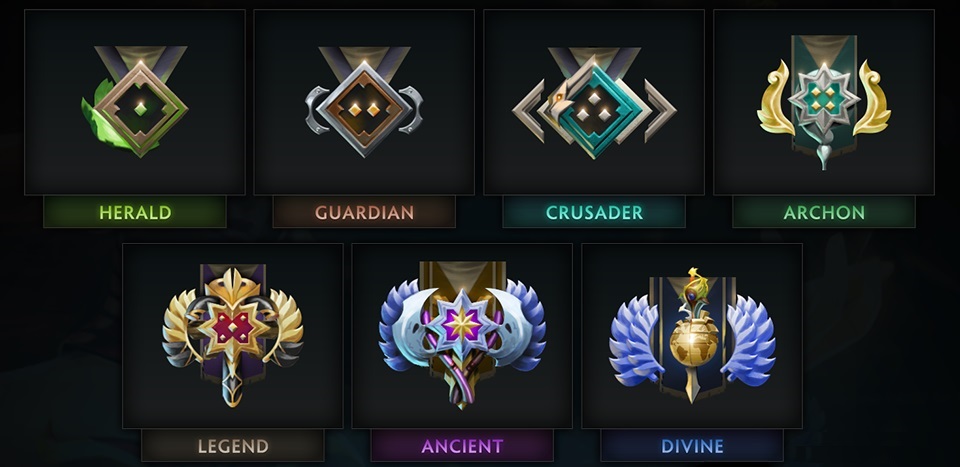 HERALD
GUARDIAN
CRUSADER
ARCHON
LEGEND
ANCIENT
DIVINE